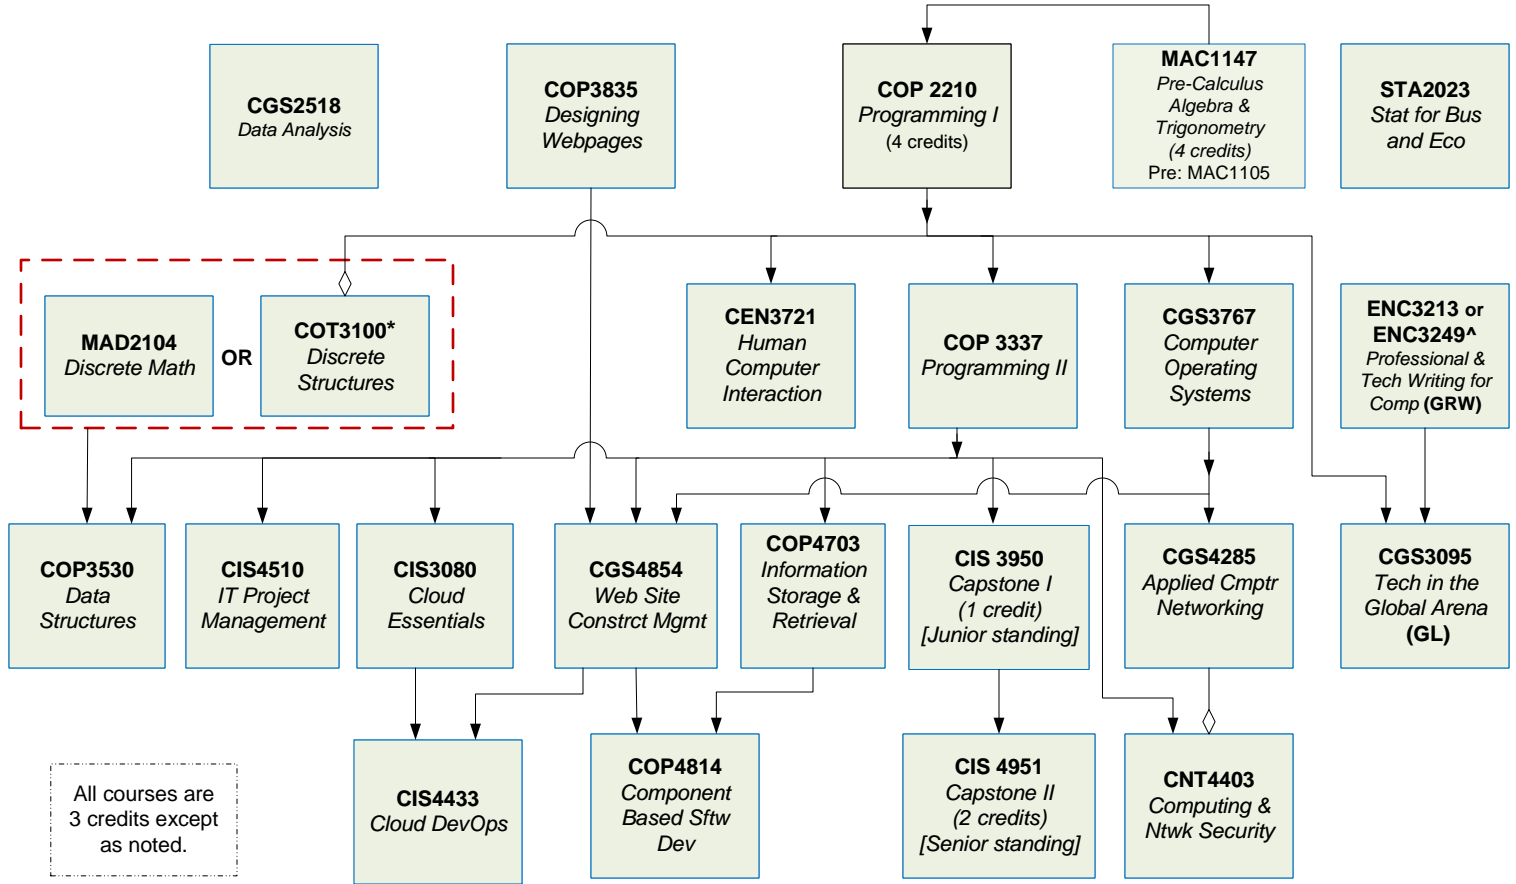 CGS2518
Data Analysis
COP3835
Designing
Webpages
COP 2210
Programming I
(4 credits)
MAC1147
Pre-Calculus
Algebra &
Trigonometry
(4 credits)
Pre: MAC1105
STA2023
Stat for Bus
and Eco
MAD2104
Discrete Math
OR
COT3100*
Discrete
Structures
CEN3721
Human
Computer
Interaction
COP 3337
Programming II
CGS3767
Computer
Operating
Systems
ENC3213 or
ENC3249^
Professional &
Tech Writing for
Comp (GRW)
COP3530
Data
Structures
CIS4510
IT Project
Management
CIS3080
Cloud
Essentials
CGS4854
Web Site
Constrct Mgmt
COP4703
Information
Storage &
Retrieval
CIS 3950
Capstone I
(1 credit)
[Junior standing]
CGS4285
Applied Cmptr
Networking
CGS3095
Tech in the
Global Arena
(GL)
All courses are
3 credits except
as noted.
CIS4433
Cloud DevOps
COP4814
Component
Based Sftw
Dev
CIS 4951
Capstone II
(2 credits)
[Senior standing]
CNT4403
Computing &
Ntwk Security